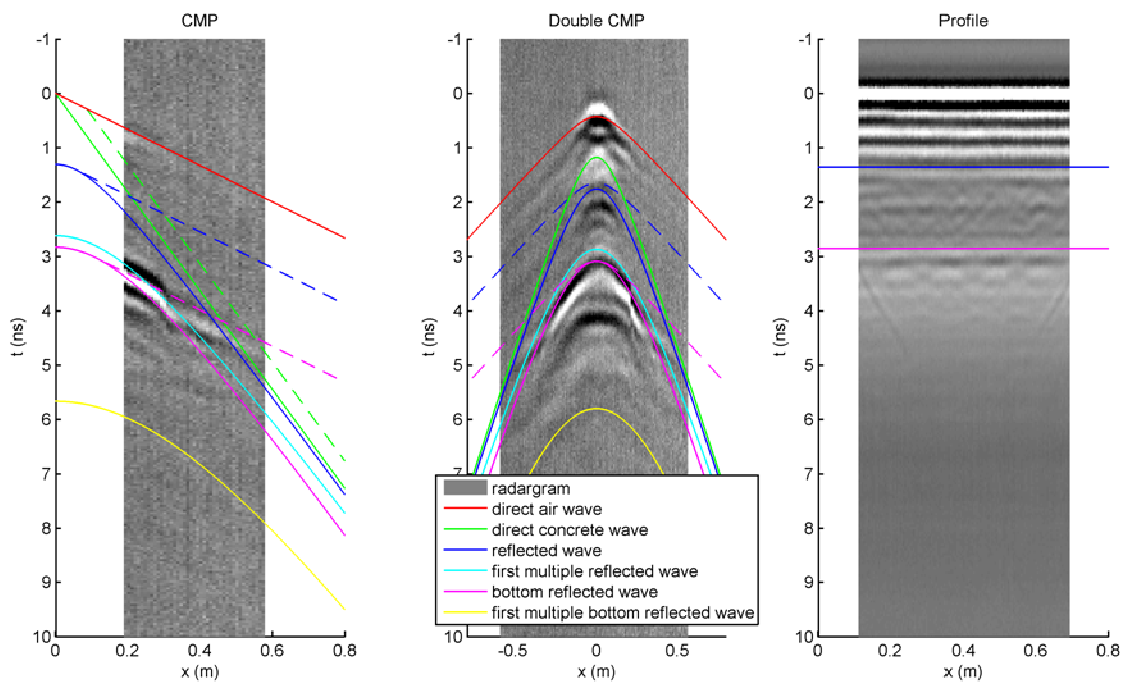 CMP
-1
0
1
2
3
4
5
6
7
8
9
10
t (ns)
0
0.2
0.4
0.6
0.8
x (m)
Double CMP
-1
0
1
2
3
4
5
6
7
10
t (ns)
-0.5
0
0.5
x (m)
radargram
direct air wave
direct concrete wave
reflected wave
first multiple reflected wave
bottom reflected wave
first multiple bottom reflected wave
Profile
-1
0
1
2
3
4
5
6
7
8
9
10
t (ns)
0
0.2
0.4
0.6
0.8
x (m)